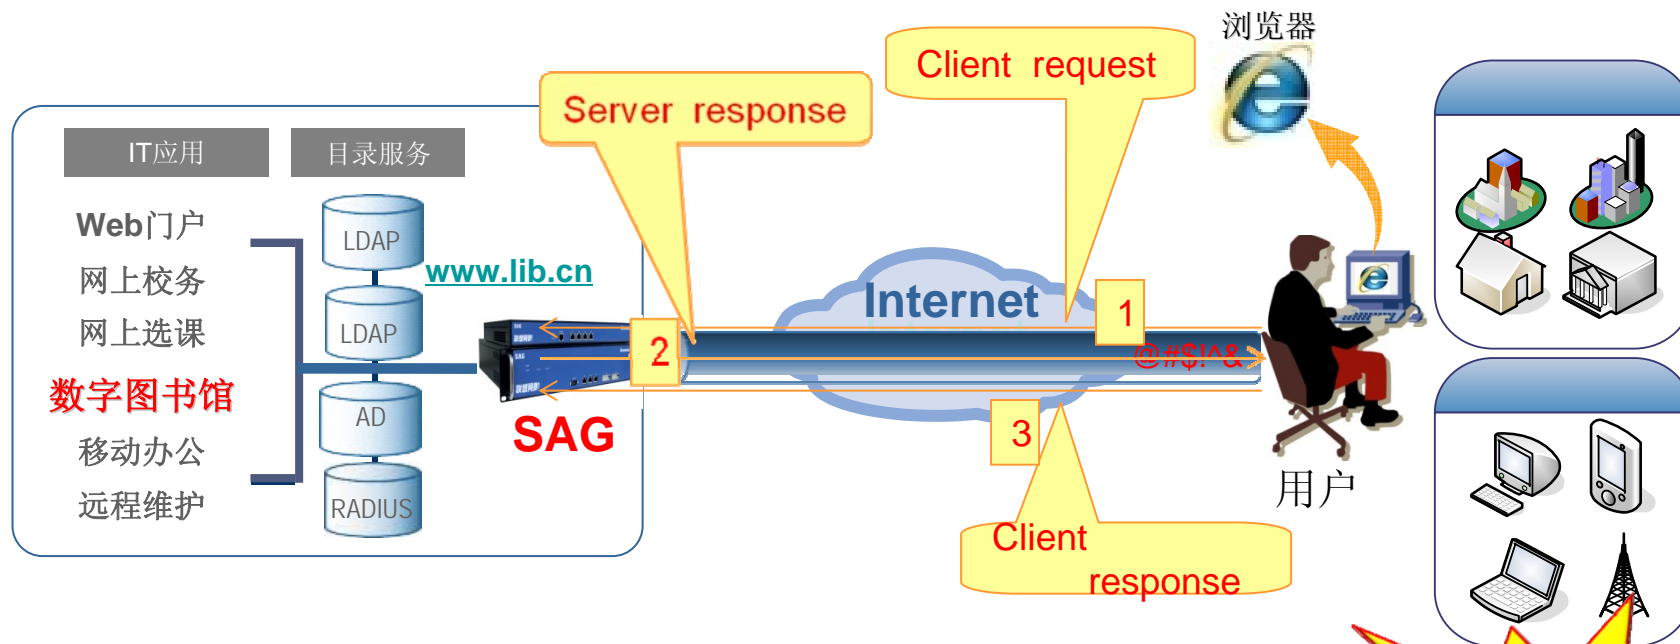 浏览器
Client request
Server response
IT应用
目录服务
Web门户
网上校务
网上选课
数字图书馆
移动办公
远程维护
LDAP
LDAP
AD
RADIUS
www.lib.cn
SAG
SAG
SAG
Internet
1
2
@#$!^&
3
Client
response
用户